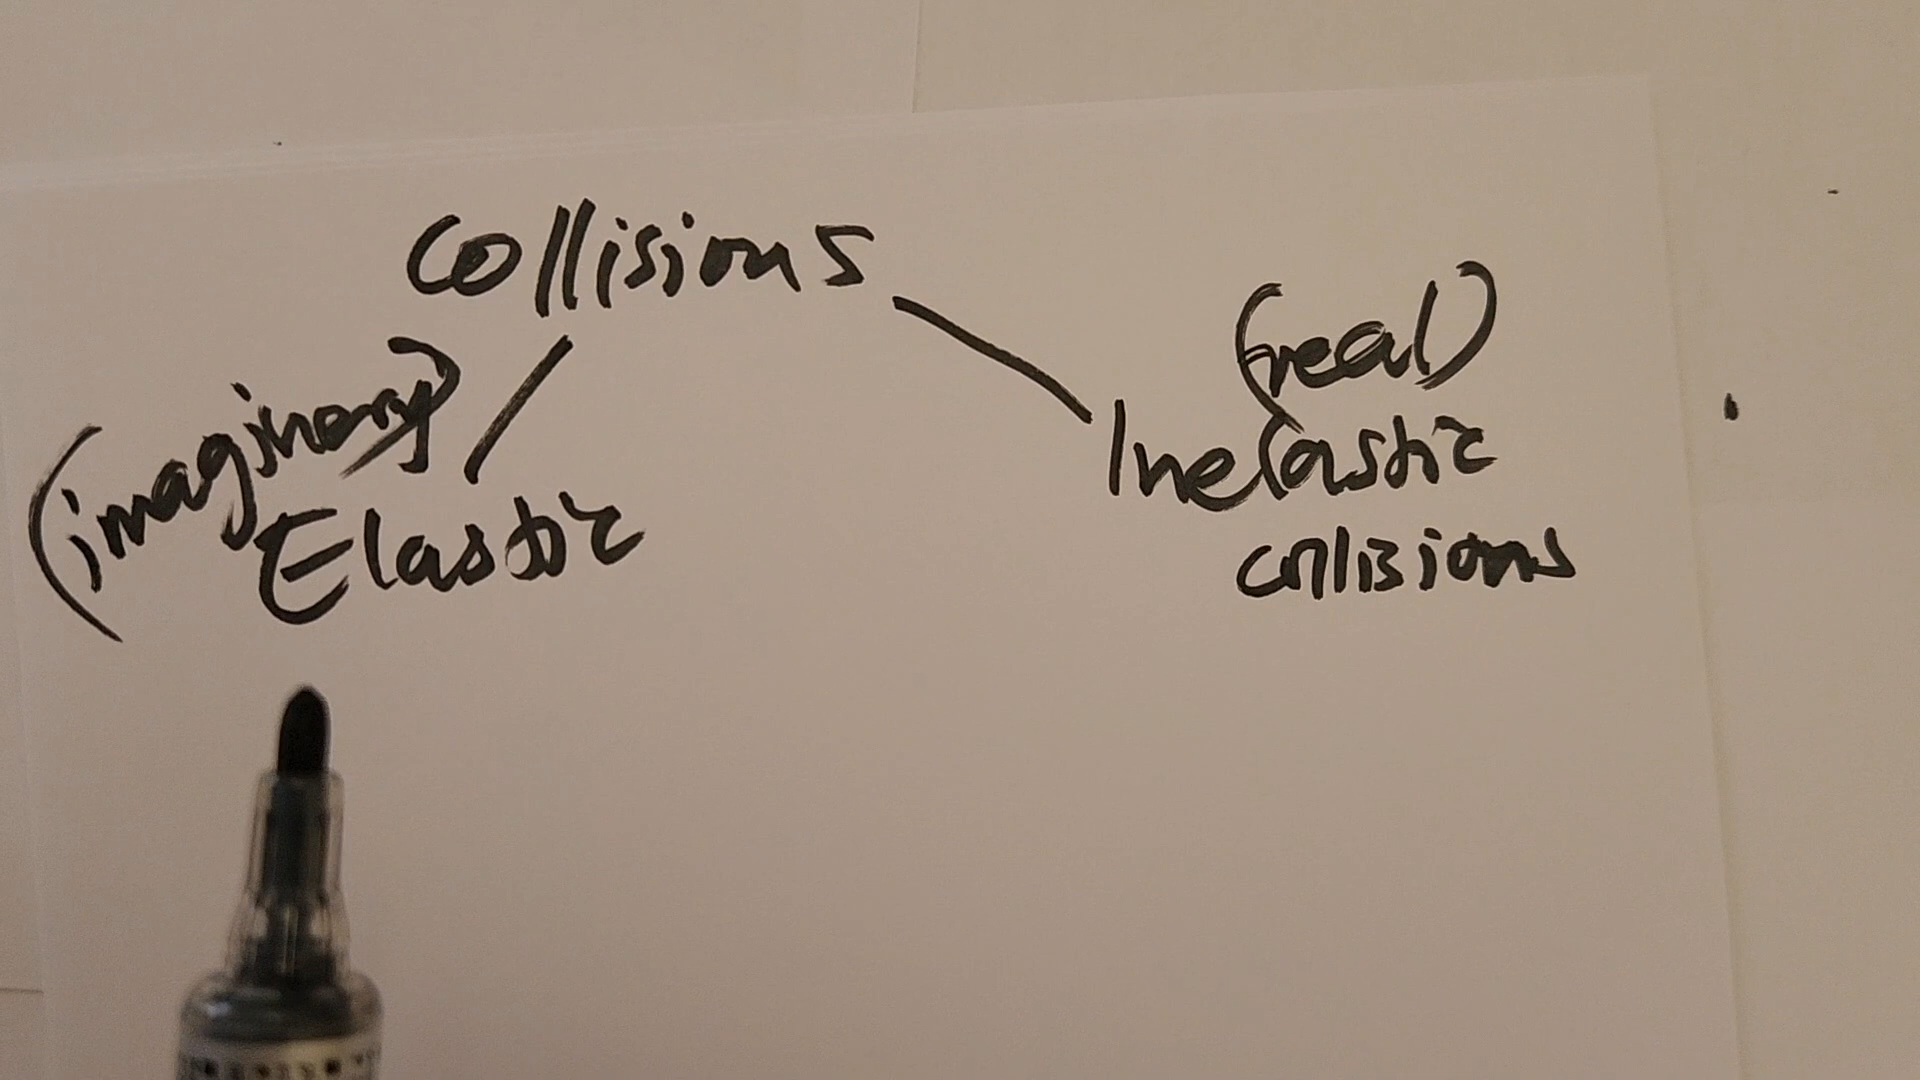 Collisions
(real)
(imaginary)
Inelastic
Elastic
collisions